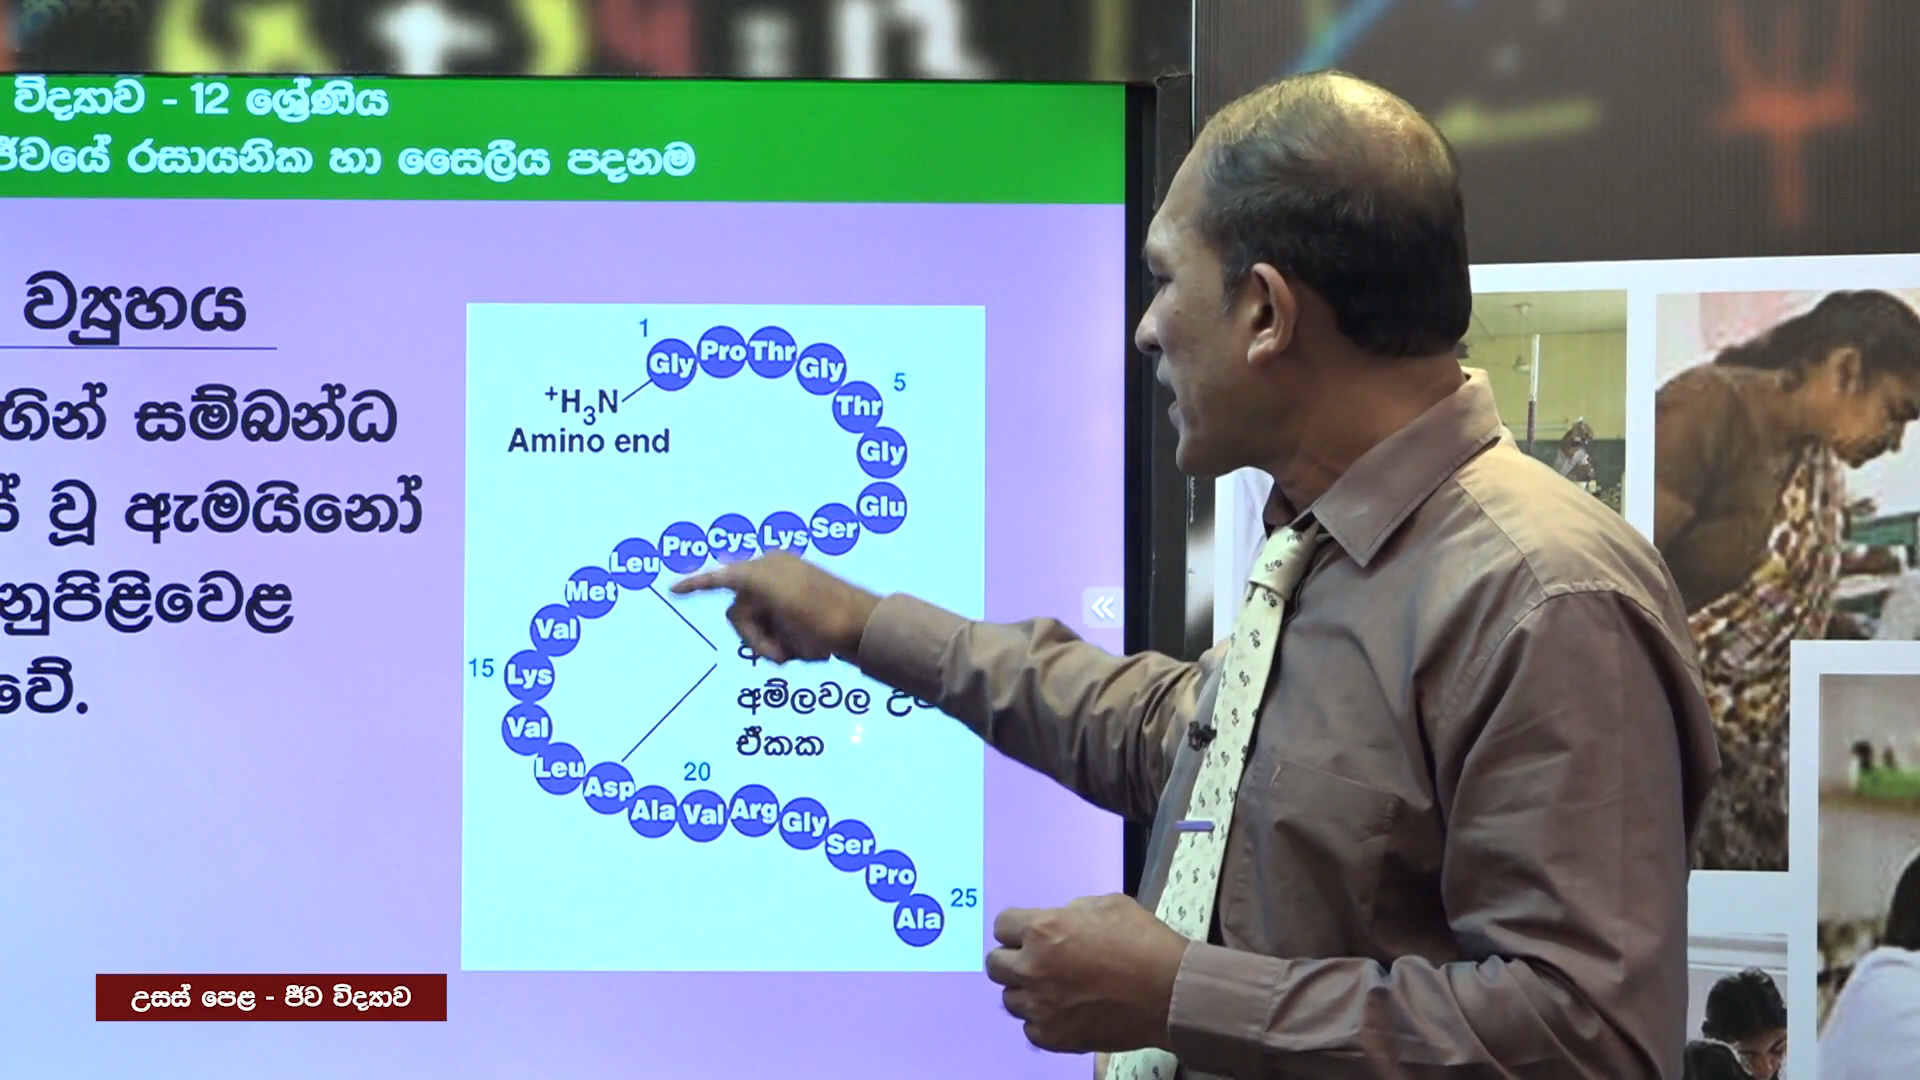 විද්‍යාව - 12 ශ්‍රේණිය
ජීවයේ රසායනික හා සෛලීය පදනම
ව්‍යුහය
සම්බන්ධ
වූ ඇමයිනෝ
1
Gly Pro Thr Gly
5
Thr
Gly
Glu
+H3N
Amino end
Leu Pro Cys Lys Ser
Met
Val
15 Lys
Val
Leu
Asp
අමිලවල
ඒකක
20
Ala Val Arg Gly
Ser
Pro
Ala
25
උසස් පෙළ - ජීව විද්‍යාව